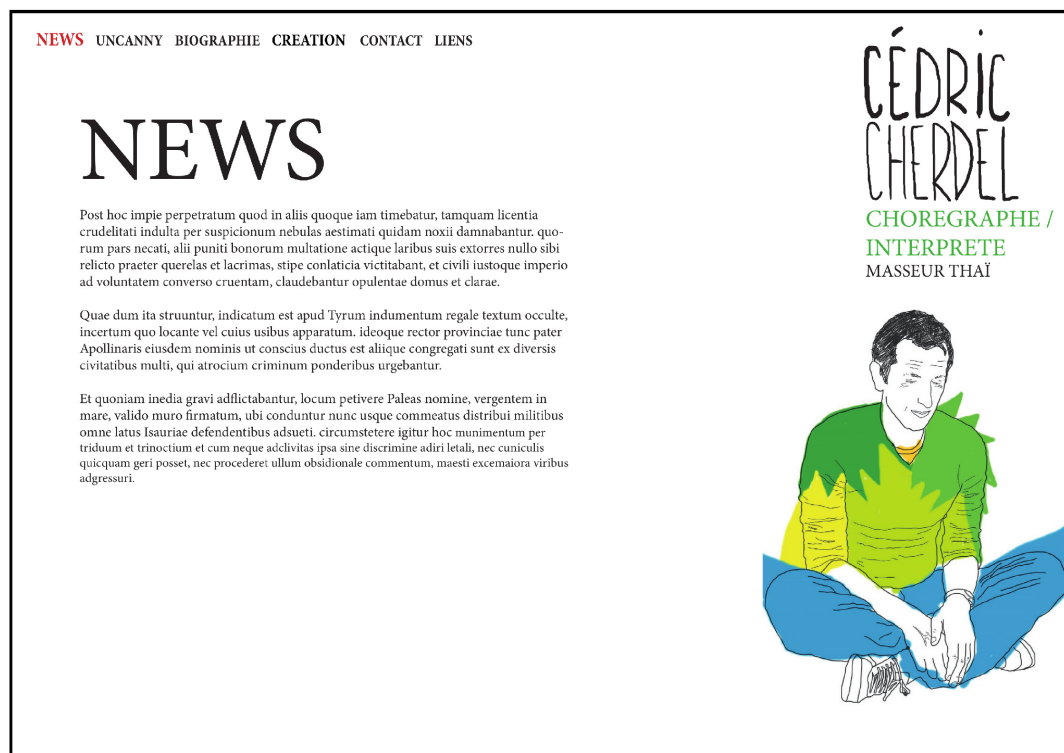 NEWS UNCANNY BIOGRAPHIE CREATION CONTACT LIENS
CÉDRIC
CHERDEL
CHOREGRAPHE /
INTERPRETE
MASSEUR THAÏ
NEWS
Post hoc impie perpetratum quod in aliis quoque iam timebatur, tamquam licentia
crudelitati indulta per suspicionum nebulas aestimati quidam noxii damnabantur. quo-
rum pars necati, alii puniti bonorum multatione actique laribus suis extorres nullo sibi
relicto praeter querelas et lacrimas, stipe conlaticia victitabant, et civili iustoque imperio
ad voluntatem converso cruentam, claudebantur opulentae domus et clarae.
Quae dum ita struuntur, indicatum est apud Tyrum indumentum regale textum occulte,
incertum quo locante vel cuius usibus apparatum. ideoque rector provinciae tunc pater
Apollinaris eiusdem nominis ut conscius ductus est aliique congregati sunt ex diversis
civitatibus multi, qui atrocium criminum ponderibus urgebantur.
Et quoniam inedia gravi adflictabantur, locum petivere Paleas nomine, vergentem in
mare, valido muro firmatum, ubi conduntur nunc usque commeatus distribui militibus
omne latus Isauriae defendentibus adsueti. circumstetere igitur hoc munimentum per
triduum et trinoctium et cum neque adclivitas ipsa sine discrimine adiri letali, nec cuniculis
quicquam geri posset, nec procederet ullum obsidionale commentum, maesti excemaiora viribus
adgressuri.